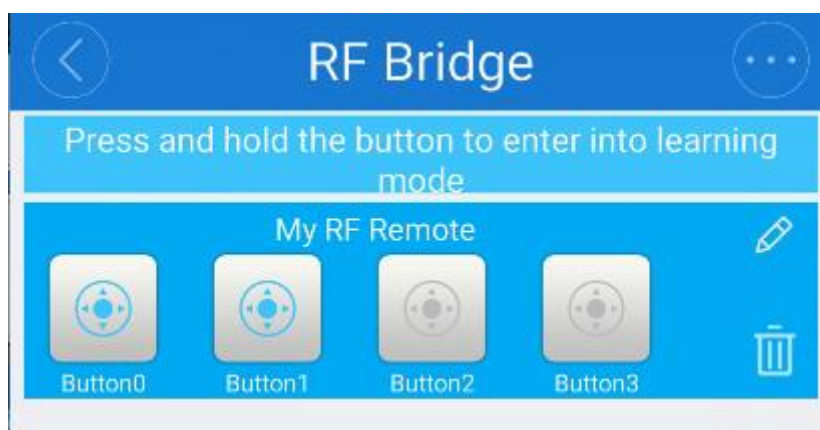 RF Bridge
Press and hold the button to enter into learning
mode
My RF Remote
Button0 Button1 Button2 Button3